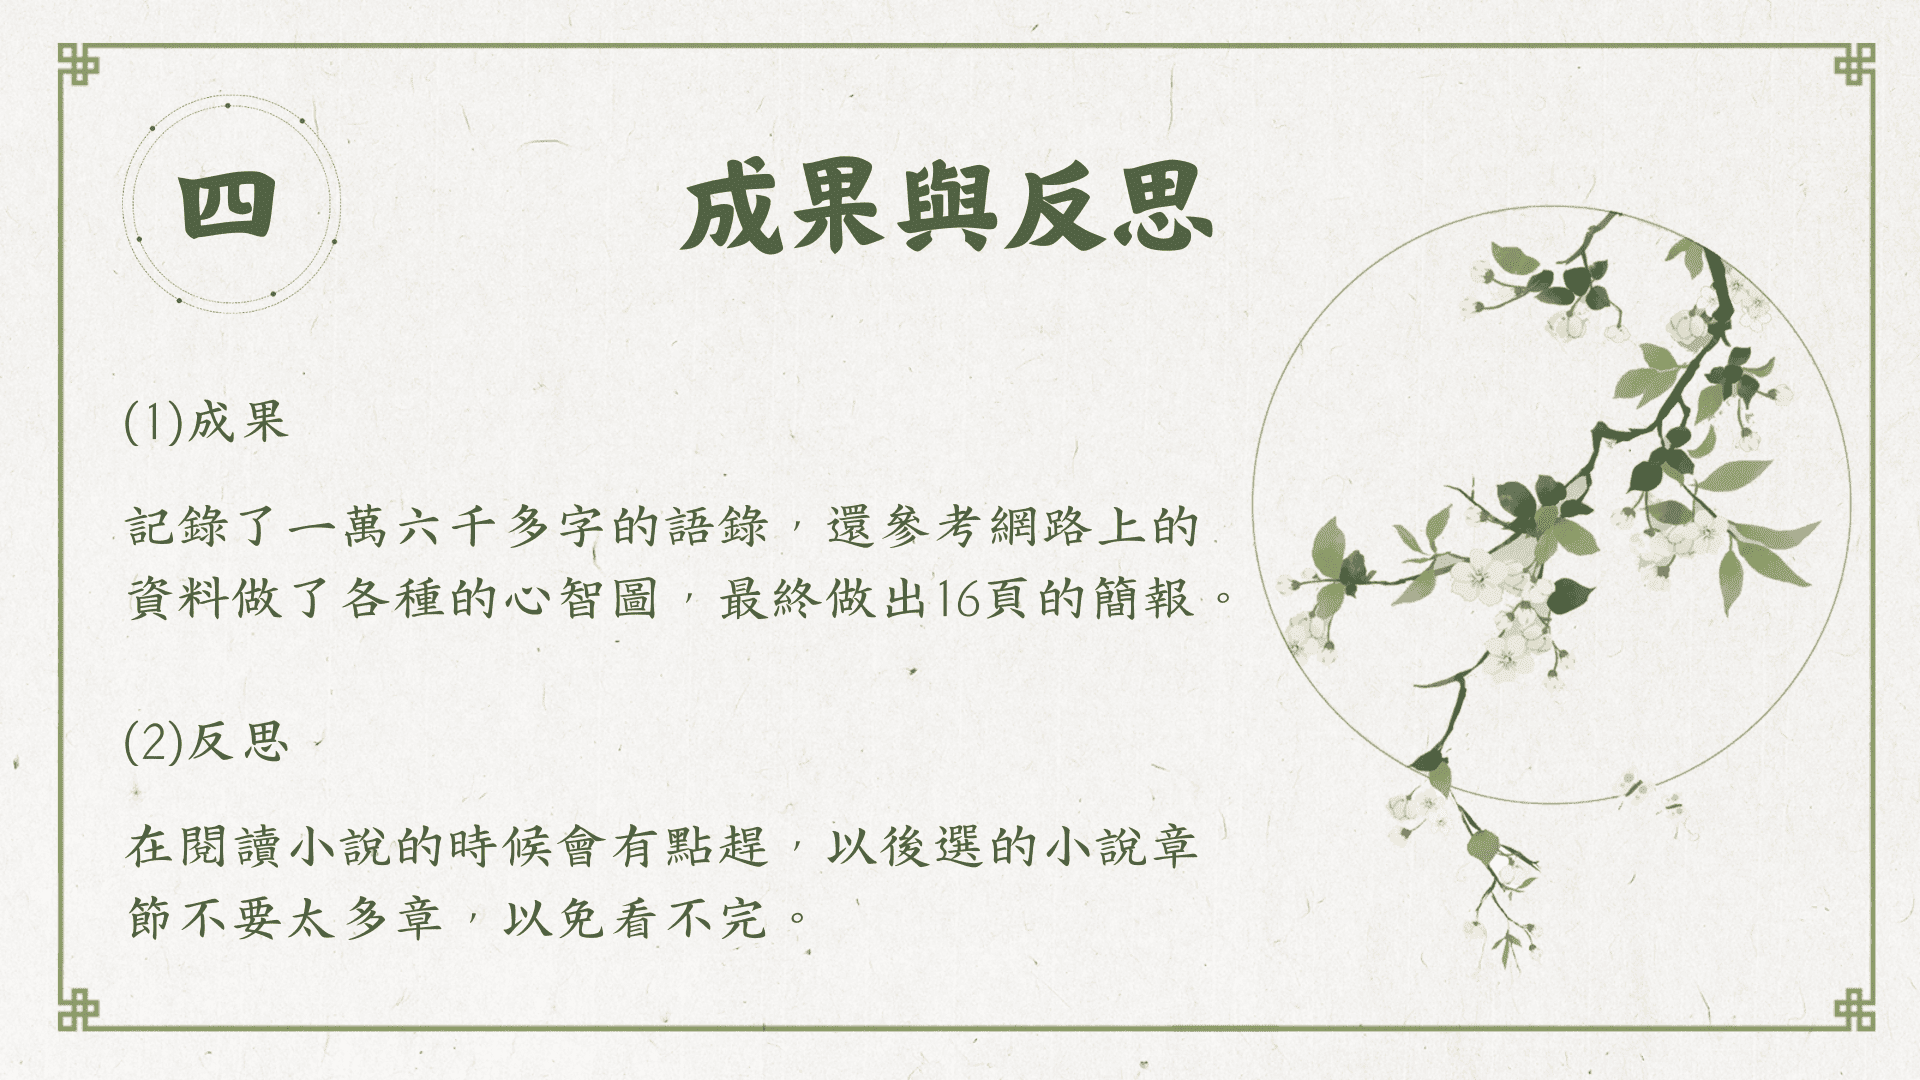 四
成果與反思
(1)成果
記錄了一萬六千多字的語錄，還參考網路上的
資料做了各種的心智圖，最終做出16頁的簡報。
(2)反思
在閱讀小說的時候會有點趕，以後選的小說章
節不要太多章，以免看不完。